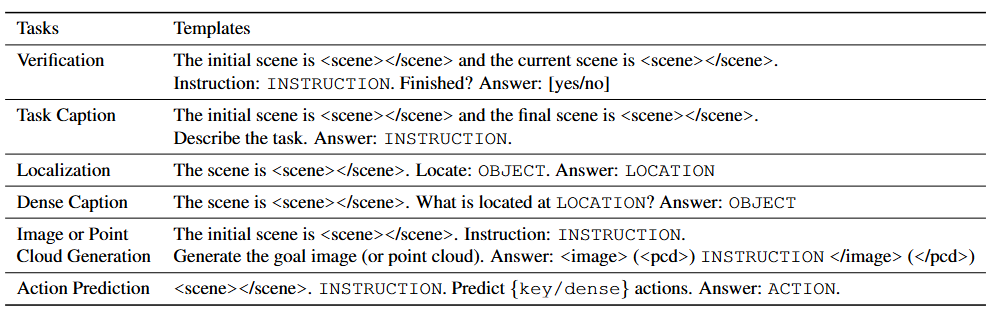 Tasks Templates
Verification The initial scene is <scene></scene> and the current scene is <scene></scene>.
Instruction: INSTRUCTION. Finished? Answer: [yes/no]
Task Caption The initial scene is <scene></scene> and the final scene is <scene></scene>.
Describe the task. Answer: INSTRUCTION.
Localization The scene is <scene></scene>. Locate: OBJECT. Answer: LOCATION
Dense Caption The scene is <scene></scene>. What is located at LOCATION? Answer: OBJECT
Image or Point The initial scene is <scene></scene>. Instruction: INSTRUCTION.
Cloud Generation Generate the goal image (or point cloud). Answer: <image> (<pcd>) INSTRUCTION </image> (</pcd>)
Action Prediction <scene></scene>. INSTRUCTION. Predict {key/dense} actions. Answer: ACTION.